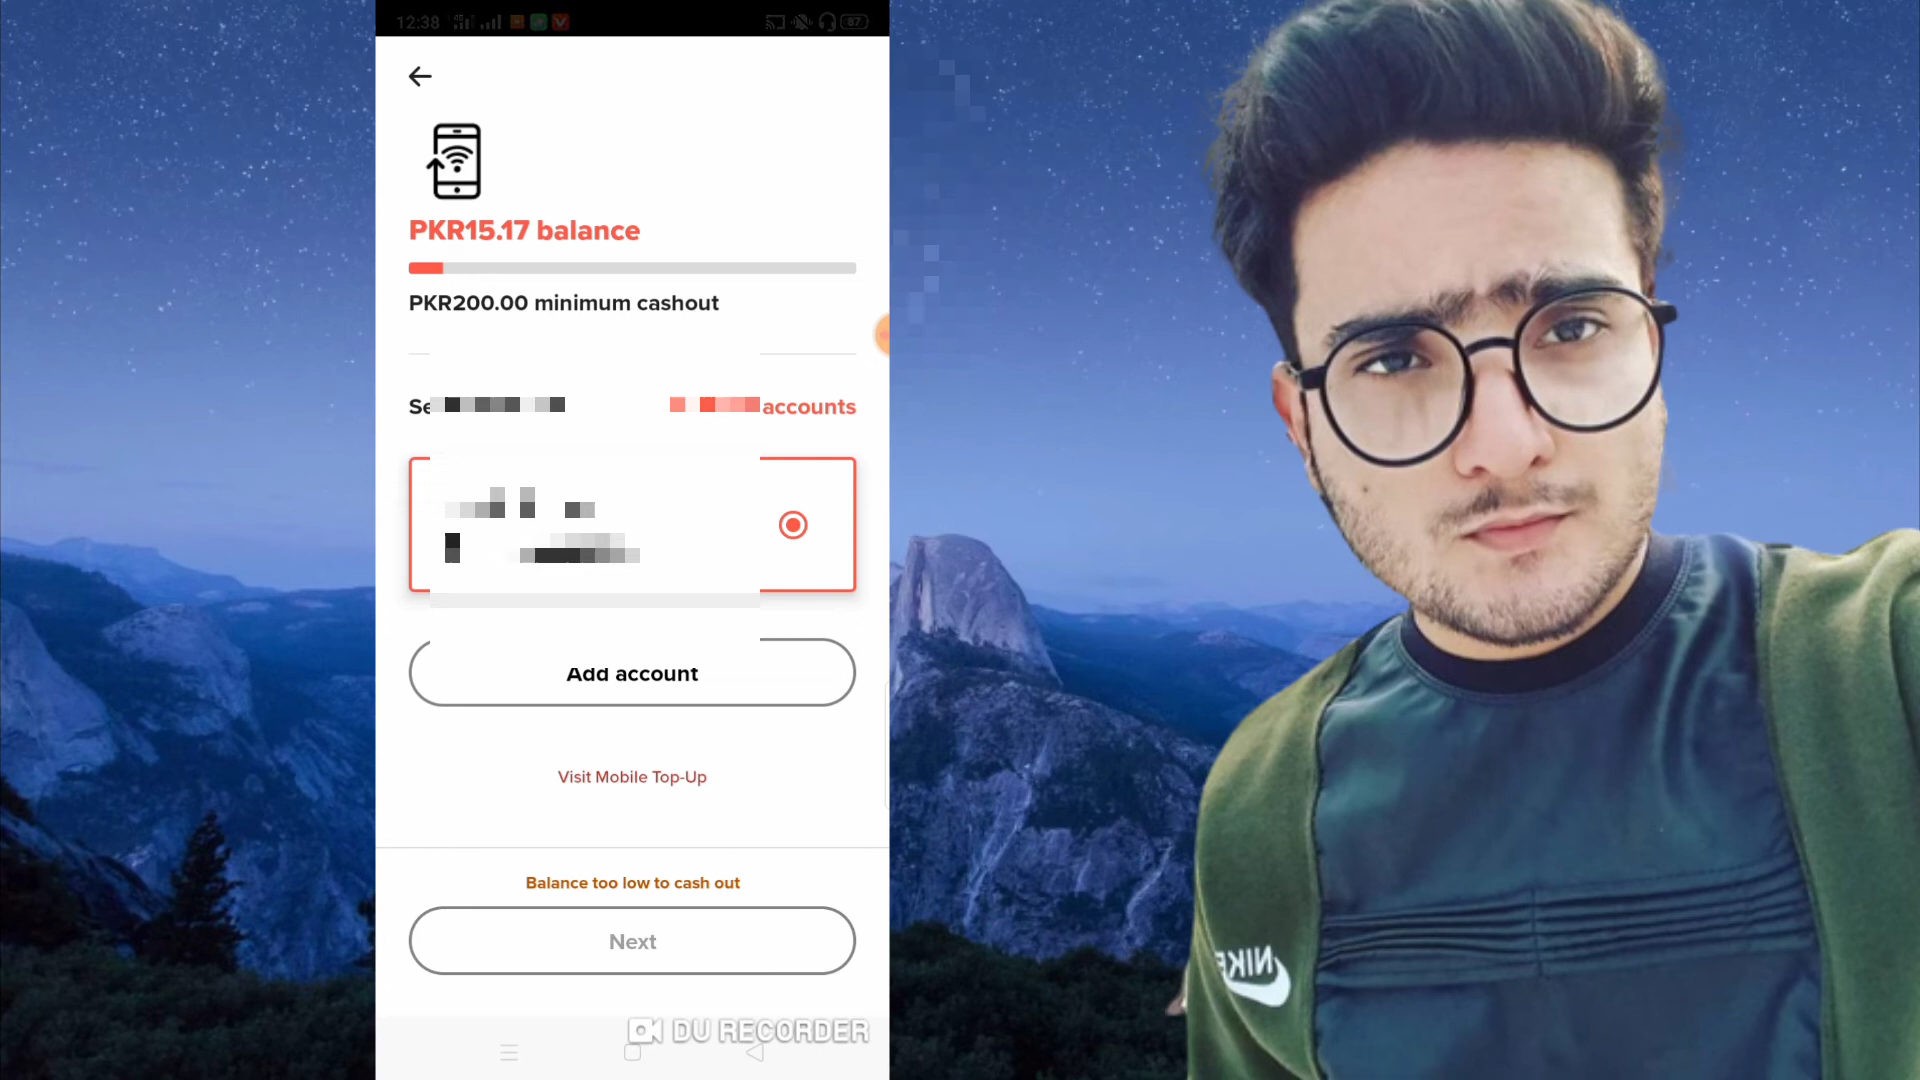 12:38
87
PKR15.17 balance
PKR200.00 minimum cashout
accounts
Add account
Visit Mobile Top-Up
Balance too low to cash out
Next
DU RECORDER
NIKE